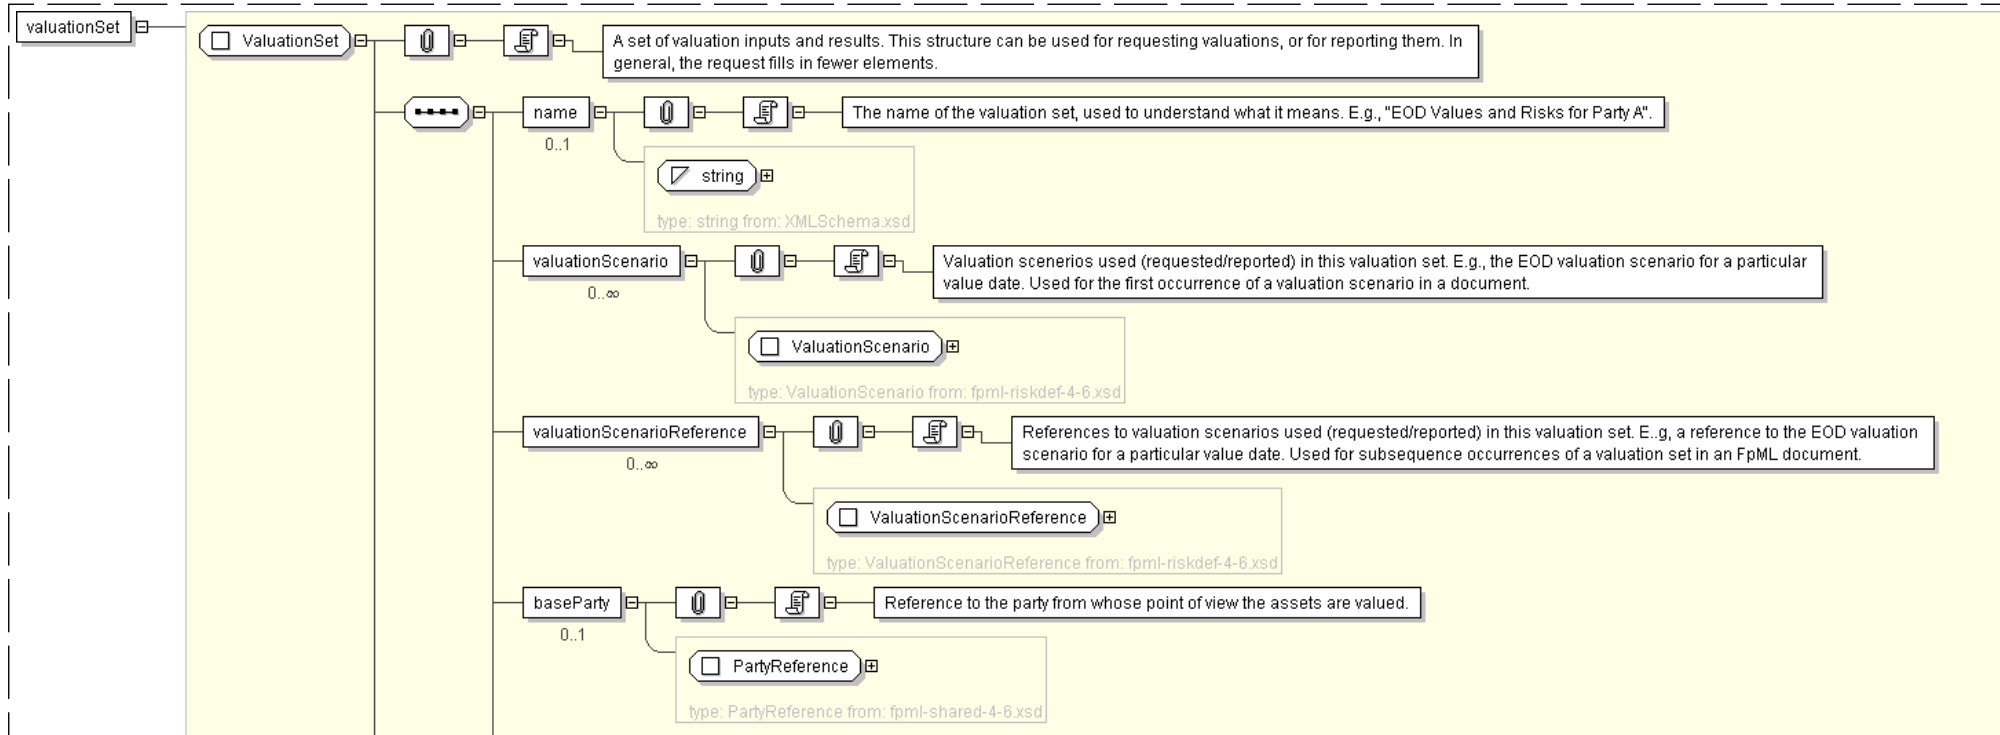 valuationSet
ValuationSet
A set of valuation inputs and results. This structure can be used for requesting valuations, or for reporting them. In
general, the request fills in fewer elements.
name
The name of the valuation set, used to understand what it means. E.g., "EOD Values and Risks for Party A".
0..1
string
type: string from: XMLSchema.xsd
valuationScenario
Valuation scenerios used (requested/reported) in this valuation set. E.g., the EOD valuation scenario for a particular
value date. Used for the first occurrence of a valuation scenario in a document.
0..∞
ValuationScenario
type: ValuationScenario from: fpml-riskdef-4-6.xsd
valuationScenarioReference
References to valuation scenarios used (requested/reported) in this valuation set. E..g, a reference to the EOD valuation
scenario for a particular value date. Used for subsequence occurrences of a valuation set in an FpML document.
0..∞
ValuationScenarioReference
type: ValuationScenarioReference from: fpml-riskdef-4-6.xsd
baseParty
Reference to the party from whose point of view the assets are valued.
0..1
PartyReference
type: PartyReference from: fpml-shared-4-6.xsd